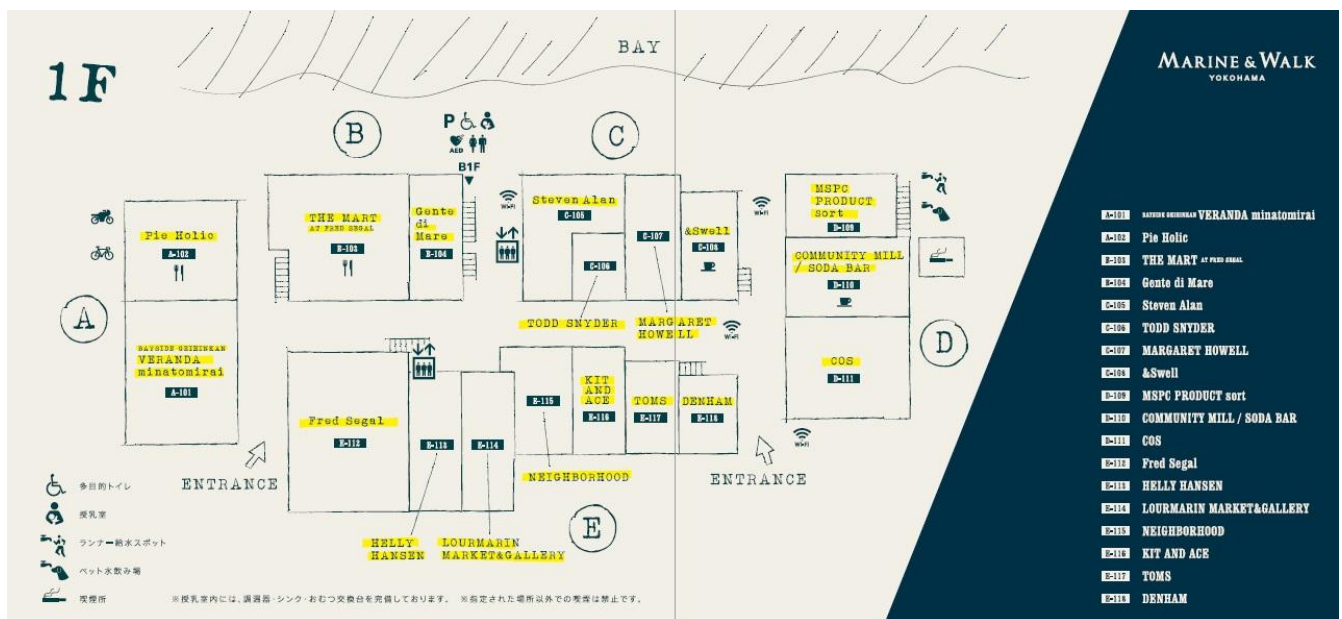 1F
BAY
MARINE & WALK
YOKOHAMA
B
C
P
AED
B1F
Wi-Fi
Wi-Fi
Pie Holic
A-102
THE MART
AT FRED SEGAL
B-103
Gente
di
Mare
B-104
Steven Alan
C-105
C-106
C-107
&Swell
C-108
MSPC
PRODUCT
sort
D-109
COMMUNITY MILL
/ SODA BAR
D-110
A
TODD SNYDER
MARGARET
HOWELL
Wi-Fi
D
BAYSIDE GEIHINKAN
VERANDA
minatomirai
A-101
COS
D-111
Fred Segal
E-112
E-113
E-114
E-115
KIT
AND
ACE
E-116
TOMS
E-117
DENHAM
E-118
Wi-Fi
ENTRANCE
NEIGHBORHOOD
ENTRANCE
HELLY
HANSEN
LOURMARIN
MARKET&GALLERY
E
多目的トイレ
授乳室
ランナー給水スポット
ペット水飲み場
喫煙所
※授乳室内には、調温器・シンク・おむつ交換台を完備しております。 ※指定された場所以外での喫煙は禁止です。
A-101 BAYSIDE GEIHINKAN VERANDA minatomirai
A-102 Pie Holic
B-103 THE MART AT FRED SEGAL
B-104 Gente di Mare
C-105 Steven Alan
C-106 TODD SNYDER
C-107 MARGARET HOWELL
C-108 &Swell
D-109 MSPC PRODUCT sort
D-110 COMMUNITY MILL / SODA BAR
D-111 COS
E-112 Fred Segal
E-113 HELLY HANSEN
E-114 LOURMARIN MARKET&GALLERY
E-115 NEIGHBORHOOD
E-116 KIT AND ACE
E-117 TOMS
E-118 DENHAM